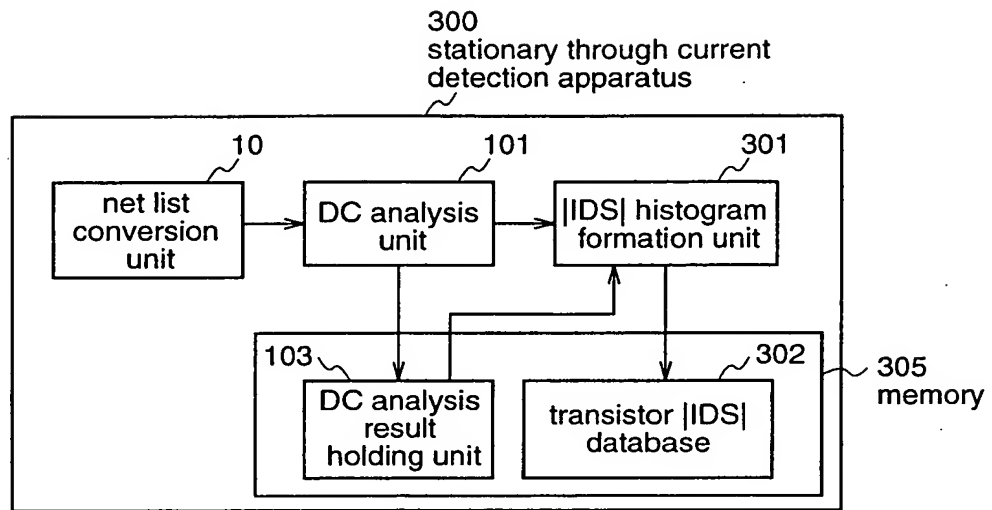 300
stationary through current
detection apparatus
10
101
301
net list
conversion
unit
DC analysis
unit
|IDS| histogram
formation unit
103
302
305
memory
DC analysis
result
holding unit
transistor |IDS|
database